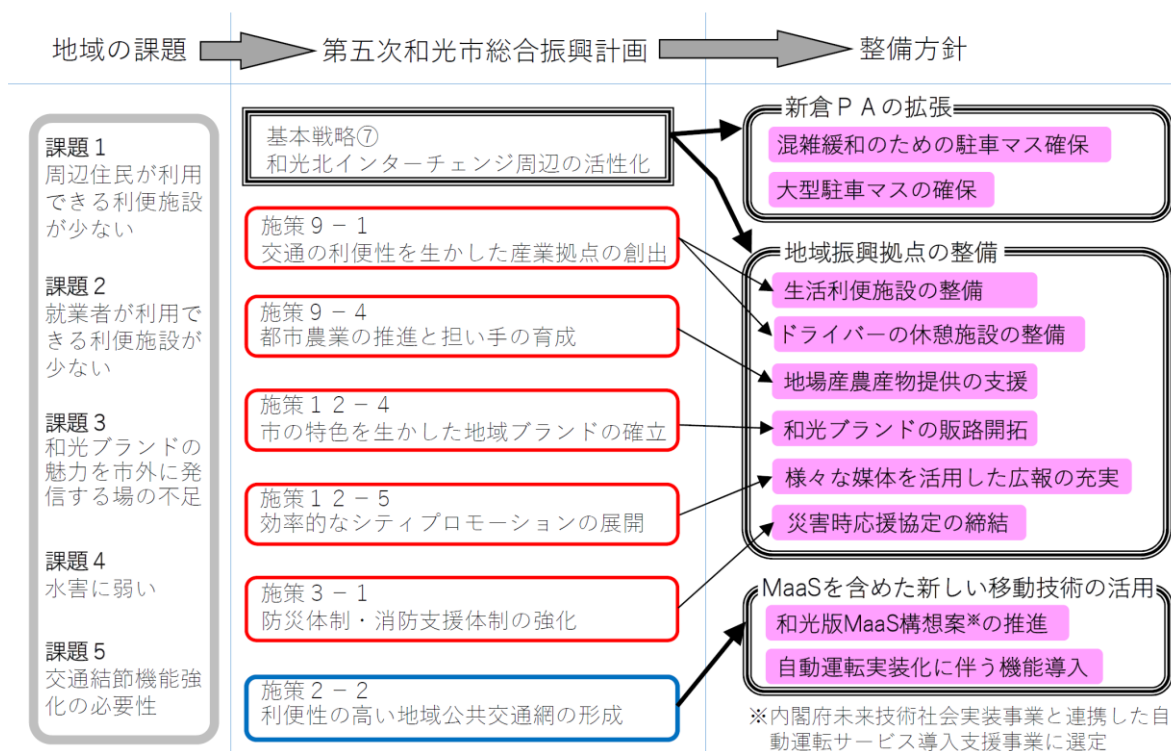 地域の課題
第五次和光市総合振興計画
整備方針
課題1
周辺住民が利用
できる利便施設
が少ない
課題2
就業者が利用で
きる利便施設が
少ない
課題3
和光ブランドの
魅力を市外に発
信する場の不足
課題4
水害に弱い
課題5
交通結節機能強
化の必要性
基本戦略⑦
和光北インターチェンジ周辺の活性化
施策9-1
交通の利便性を生かした産業拠点の創出
施策9-4
都市農業の推進と担い手の育成
施策12-4
市の特色を生かした地域ブランドの確立
施策12-5
効率的なシティプロモーションの展開
施策3-1
防災体制・消防支援体制の強化
施策2-2
利便性の高い地域公共交通網の形成
新倉PAの拡張
混雑緩和のための駐車マス確保
大型駐車マスの確保
地域振興拠点の整備
生活利便施設の整備
ドライバーの休憩施設の整備
地場産農産物提供の支援
和光ブランドの販路開拓
様々な媒体を活用した広報の充実
災害時応援協定の締結
MaaSを含めた新しい移動技術の活用
和光版MaaS構想案※の推進
自動運転実装化に伴う機能導入
※内閣府未来技術社会実装事業と連携した自
動運転サービス導入支援事業に選定